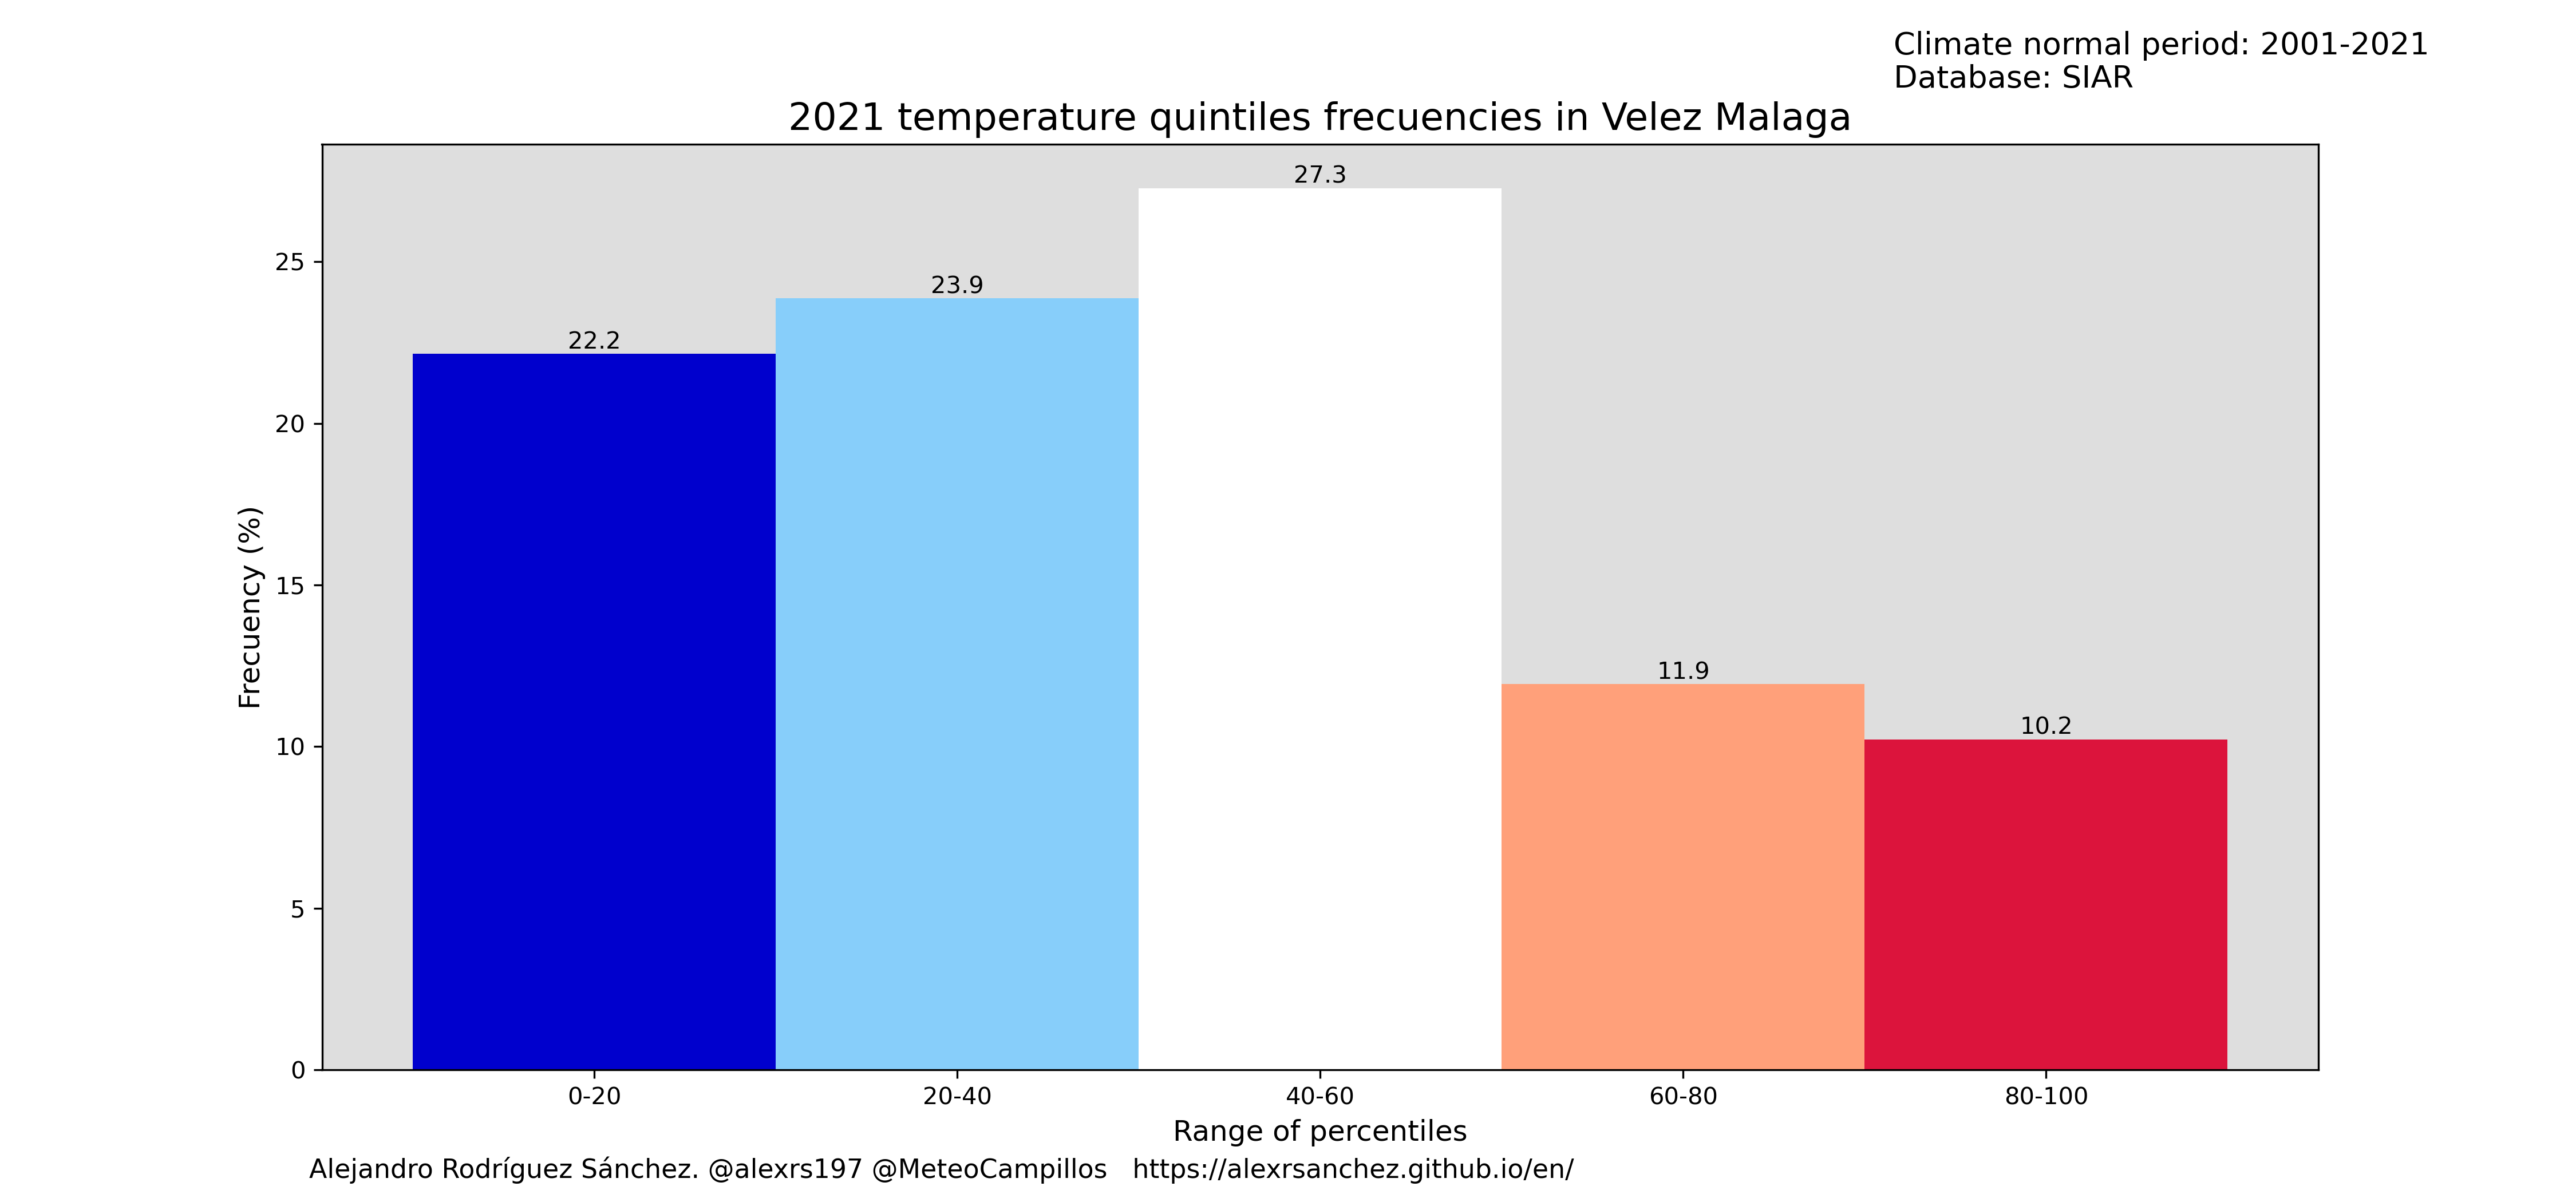 Climate normal period: 2001-2021
Database: SIAR
2021 temperature quintiles frecuencies in Velez Malaga
27.3
25
23.9
22.2
20
Frecuency (%)
15
11.9
10.2
10
5
0
0-20 20-40 40-60 60-80 80-100
Range of percentiles
Alejandro Rodríguez Sánchez. @alexrs197 @MeteoCampillos https://alexrsanchez.github.io/en/